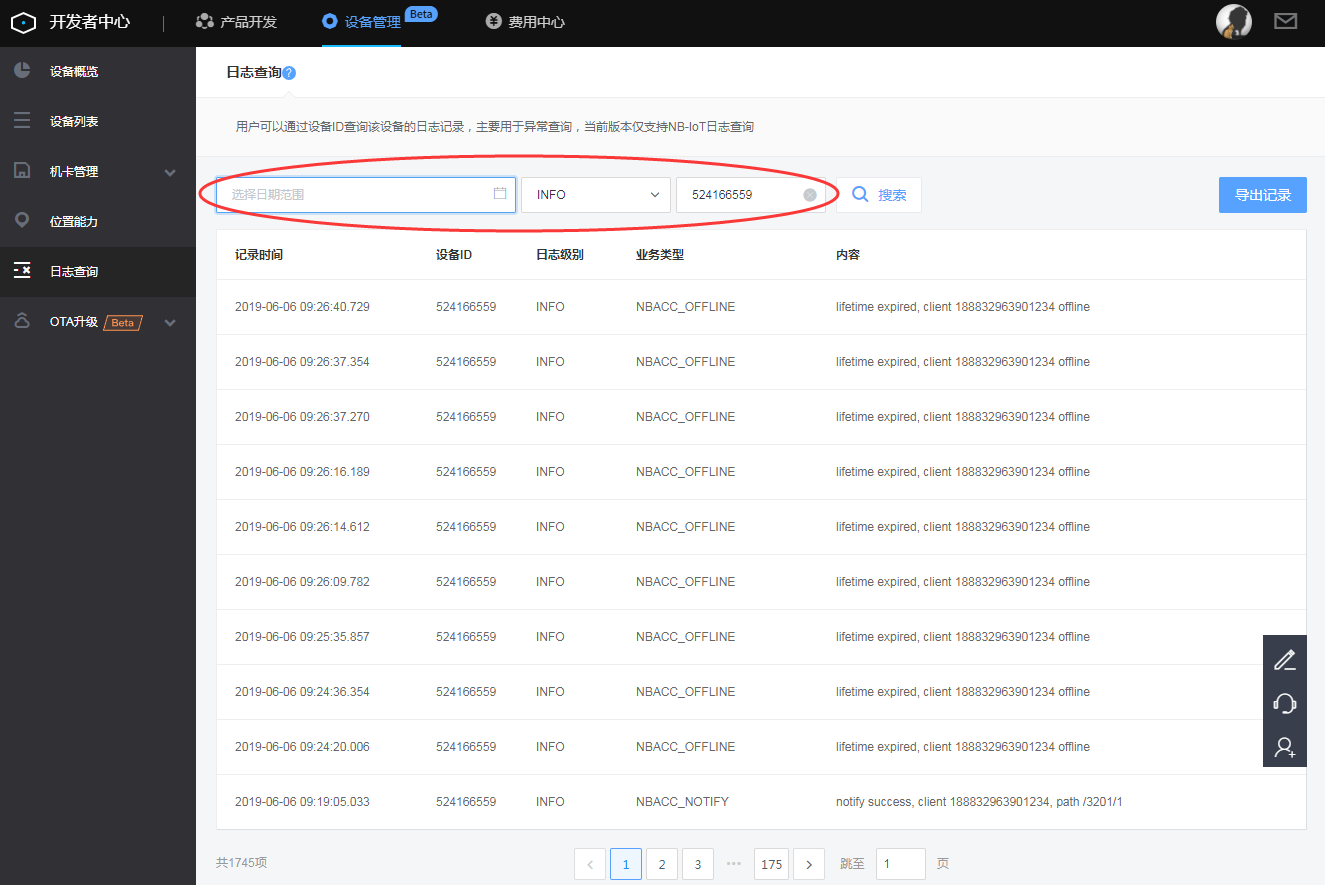 开发者中心 产品开发 设备管理 Beta 费用中心
设备概览
设备列表
机卡管理
位置能力
日志查询
OTA升级 Beta
日志查询?
用户可以通过设备ID查询该设备的日志记录，主要用于异常查询，当前版本仅支持NB-IoT日志查询
选择日期范围 INFO 524166559 搜索 导出记录
记录时间 设备ID 日志级别 业务类型 内容
2019-06-06 09:26:40.729 524166559 INFO NBACC_OFFLINE lifetime expired, client 188832963901234 offline
2019-06-06 09:26:37.354 524166559 INFO NBACC_OFFLINE lifetime expired, client 188832963901234 offline
2019-06-06 09:26:37.270 524166559 INFO NBACC_OFFLINE lifetime expired, client 188832963901234 offline
2019-06-06 09:26:16.189 524166559 INFO NBACC_OFFLINE lifetime expired, client 188832963901234 offline
2019-06-06 09:26:14.612 524166559 INFO NBACC_OFFLINE lifetime expired, client 188832963901234 offline
2019-06-06 09:26:09.782 524166559 INFO NBACC_OFFLINE lifetime expired, client 188832963901234 offline
2019-06-06 09:25:35.857 524166559 INFO NBACC_OFFLINE lifetime expired, client 188832963901234 offline
2019-06-06 09:24:36.354 524166559 INFO NBACC_OFFLINE lifetime expired, client 188832963901234 offline
2019-06-06 09:24:20.006 524166559 INFO NBACC_OFFLINE lifetime expired, client 188832963901234 offline
2019-06-06 09:19:05.033 524166559 INFO NBACC_NOTIFY notify success, client 188832963901234, path /3201/1
共1745项 < 1 2 3 ••• 175 > 跳至 1 页